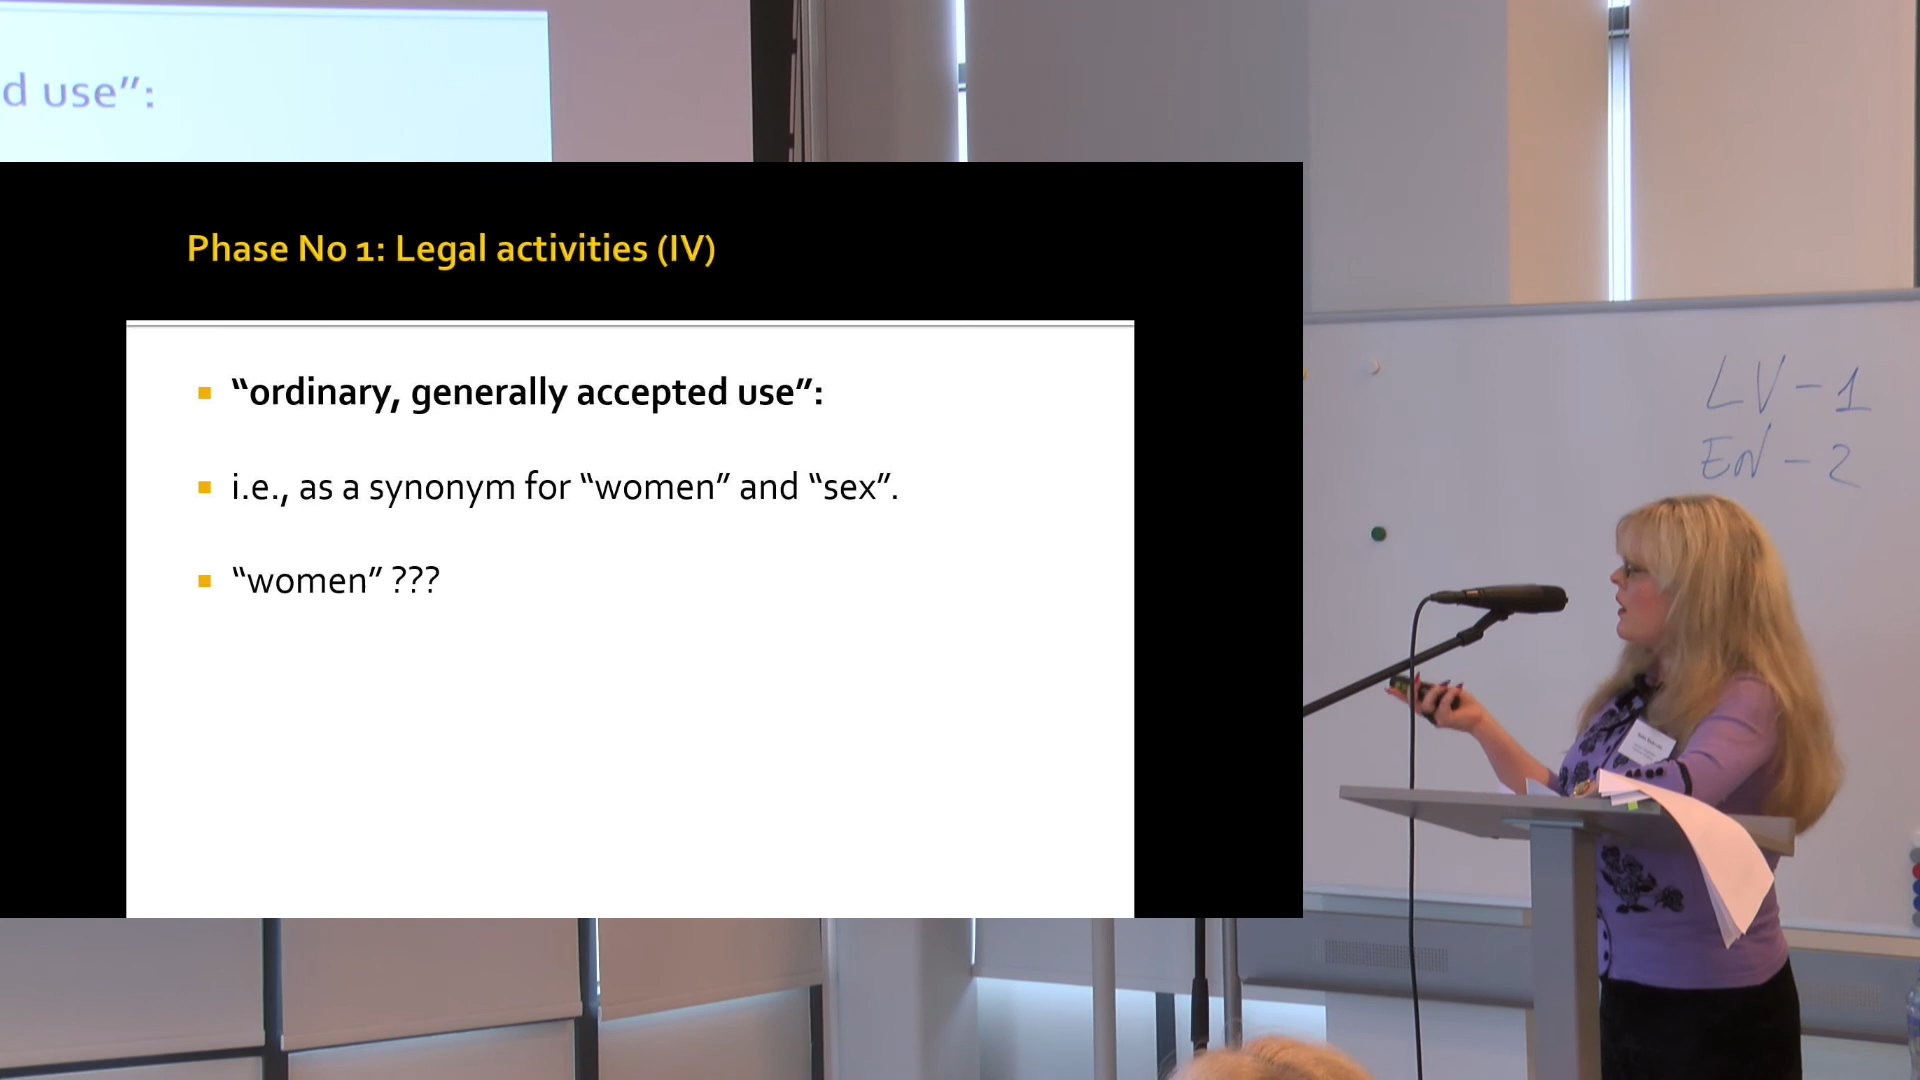 d use”:
Phase No 1: Legal activities (IV)
“ordinary, generally accepted use”:
i.e., as a synonym for “women” and “sex”.
“women” ???
LV-1
EN-2